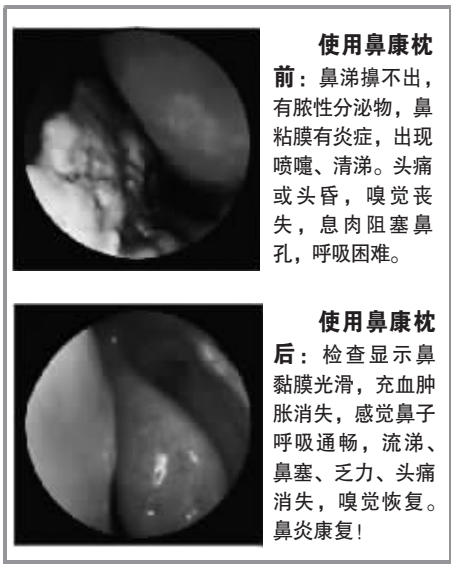 使用鼻康枕
前：鼻涕擤不出，
有脓性分泌物，鼻
粘膜有炎症，出现
喷嚏、清涕。头痛
或头昏，嗅觉丧
失，息肉阻塞鼻
孔，呼吸困难。
使用鼻康枕
后：检查显示鼻
黏膜光滑，充血肿
胀消失，感觉鼻子
呼吸通畅，流涕、
鼻塞、乏力、头痛
消失，嗅觉恢复。
鼻炎康复！